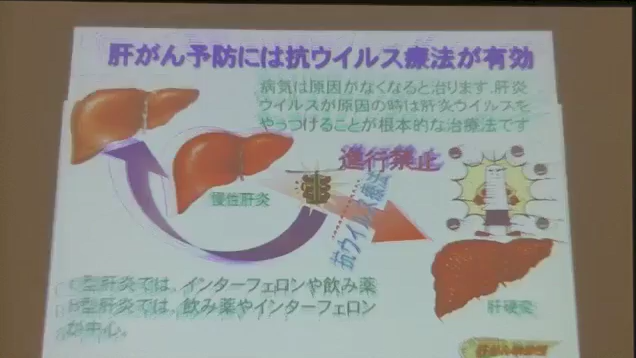 肝がん予防には抗ウイルス療法が有効
病気は原因がなくなると治ります.肝炎
ウイルスが原因の時は肝炎ウイルスを
やっつけることが根本的な治療法です
進行禁止
慢性肝炎
抗ウイルス療法
肝硬変
C型肝炎では，インターフェロンや飲み薬
B型肝炎では，飲み薬やインターフェロン
が中心．